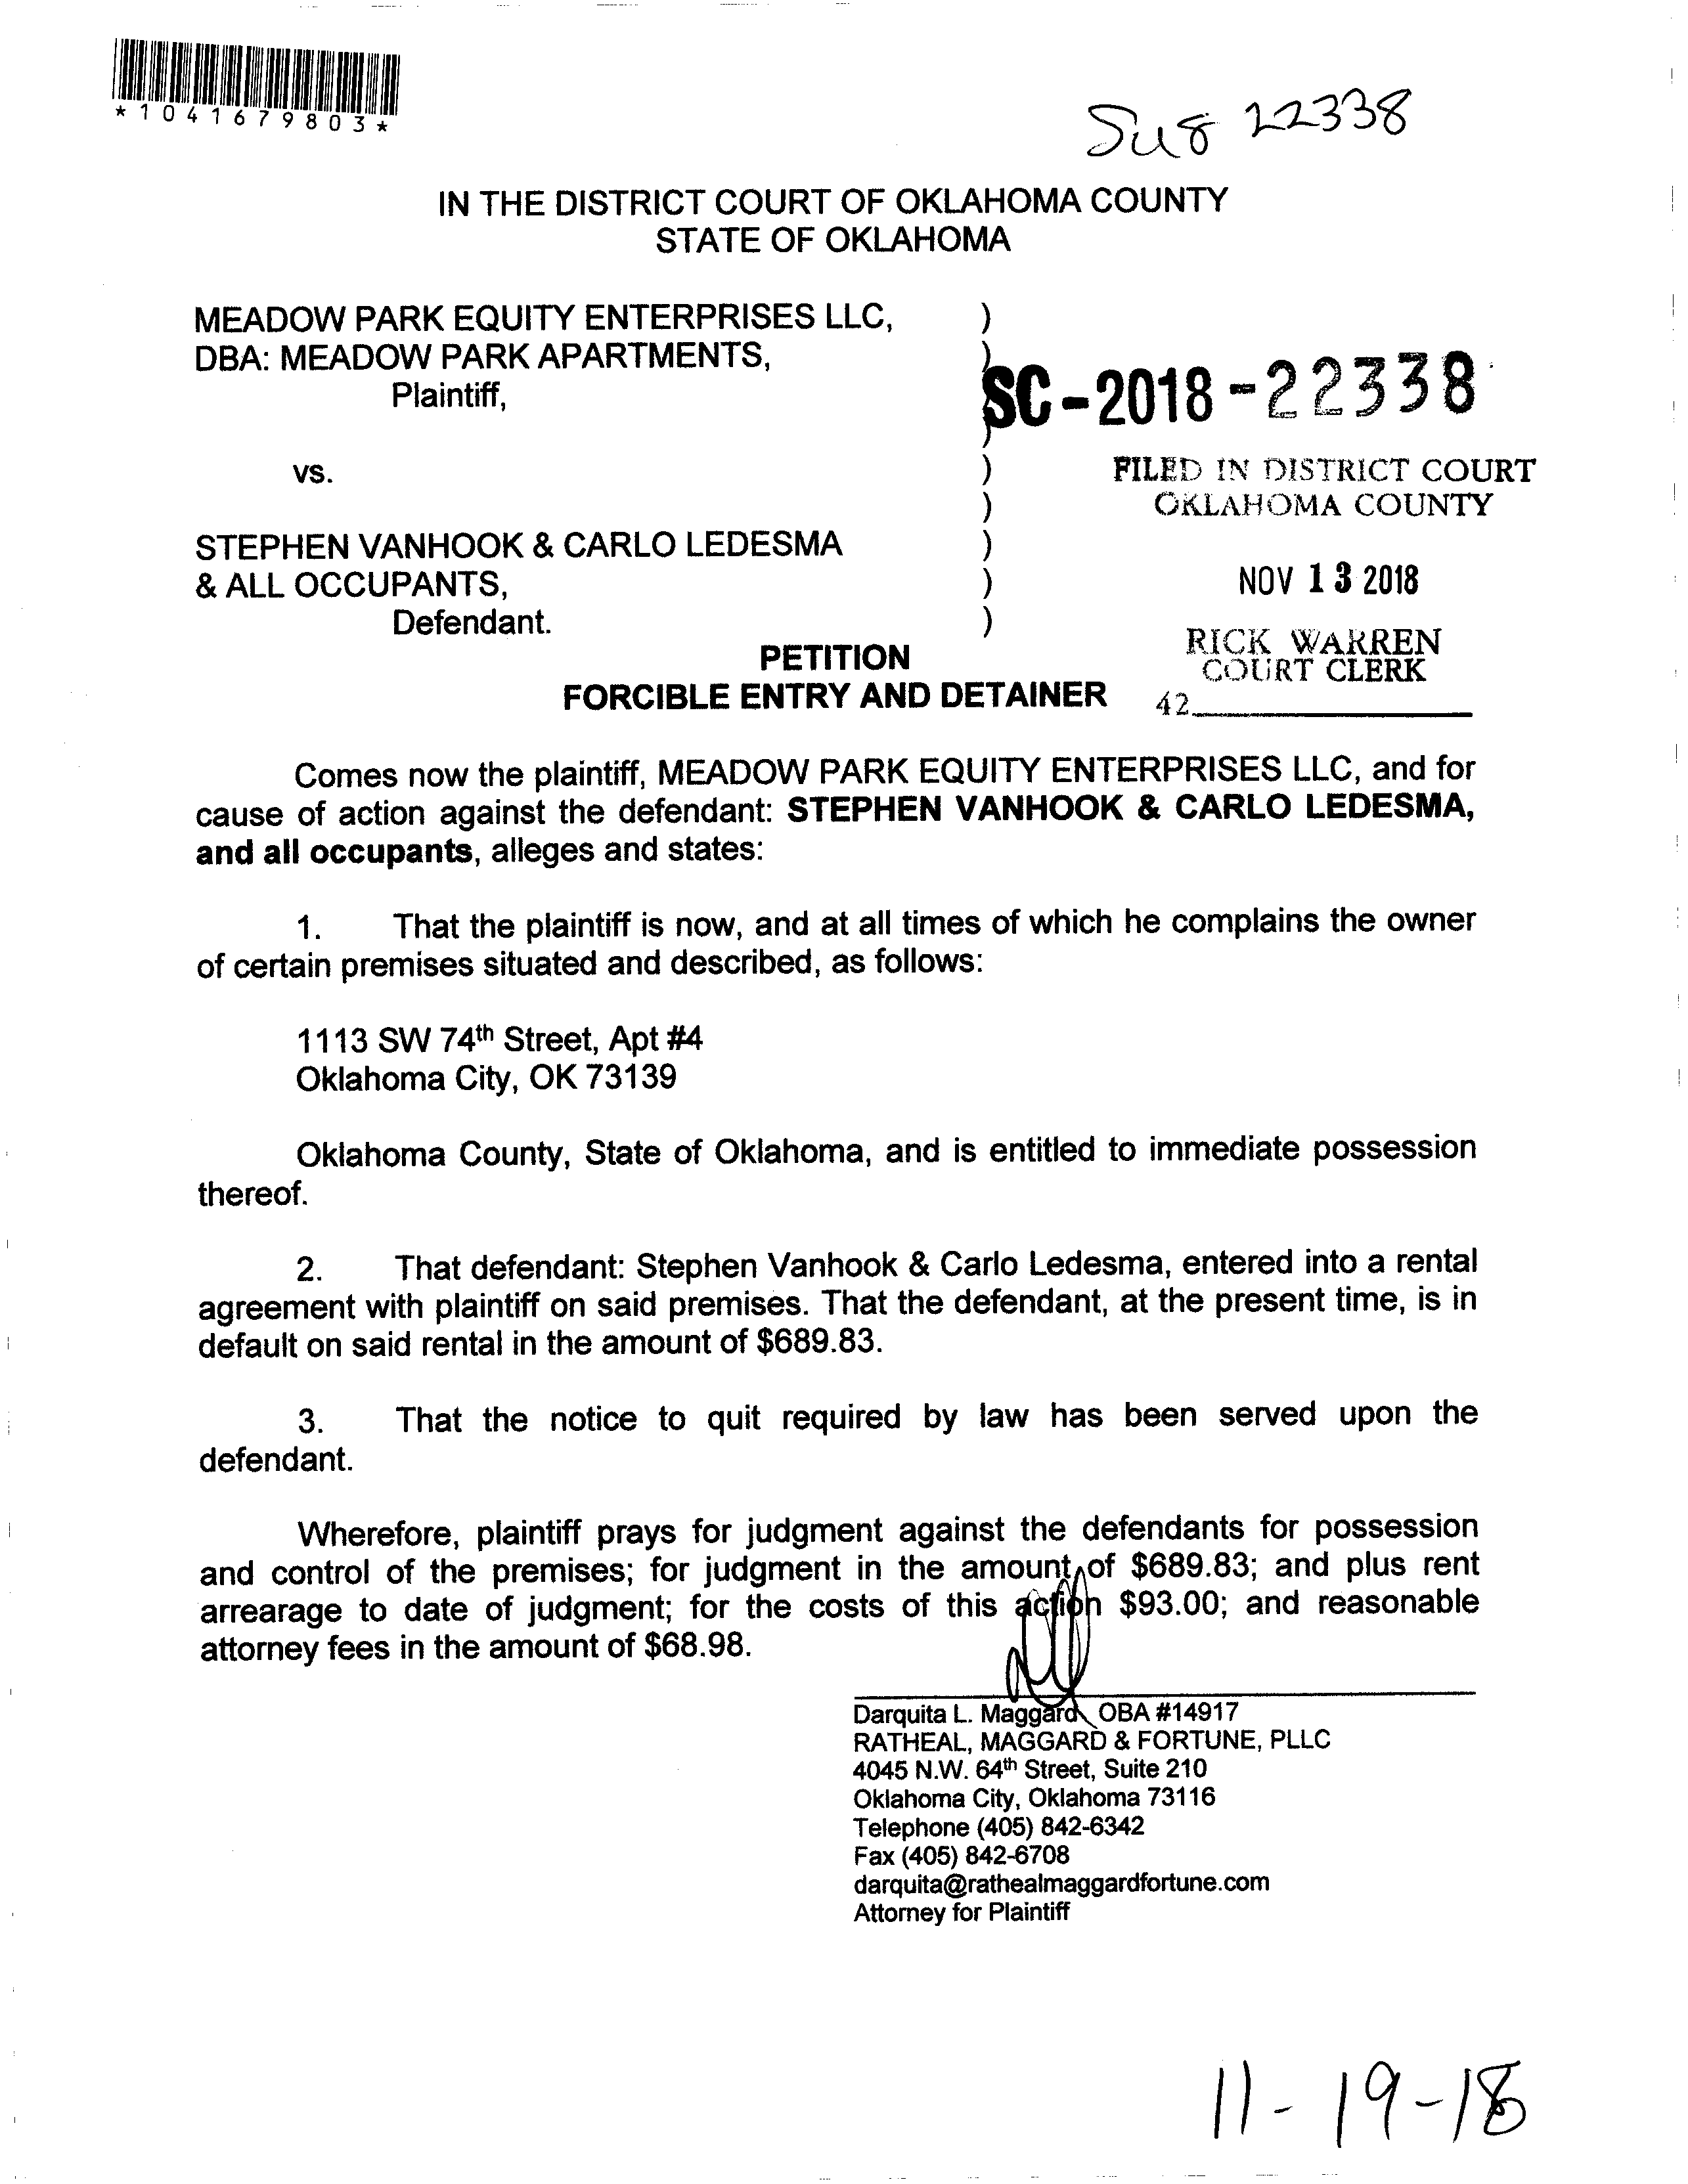 *1041679803*
22338
IN THE DISTRICT COURT OF OKLAHOMA COUNTY
STATE OF OKLAHOMA
MEADOW PARK EQUITY ENTERPRISES LLC, )
DBA: MEADOW PARK APARTMENTS, )
Plaintiff,
SC-2018-22338
)
vs. )
)
STEPHEN VANHOOK & CARLO LEDESMA )
& ALL OCCUPANTS, )
Defendant. )
FILED IN DISTRICT COURT
OKLAHOMA COUNTY
NOV 13 2018
RICK WARREN
COURT CLERK
42
PETITION
FORCIBLE ENTRY AND DETAINER
Comes now the plaintiff, MEADOW PARK EQUITY ENTERPRISES LLC, and for
cause of action against the defendant: STEPHEN VANHOOK & CARLO LEDESMA,
and all occupants, alleges and states:
1. That the plaintiff is now, and at all times of which he complains the owner
of certain premises situated and described, as follows:
1113 SW 74th Street, Apt #4
Oklahoma City, OK 73139
Oklahoma County, State of Oklahoma, and is entitled to immediate possession
thereof.
2. That defendant: Stephen Vanhook & Carlo Ledesma, entered into a rental
agreement with plaintiff on said premises. That the defendant, at the present time, is in
default on said rental in the amount of $689.83.
3. That the notice to quit required by law has been served upon the
defendant.
Wherefore, plaintiff prays for judgment against the defendants for possession
and control of the premises; for judgment in the amount of $689.83; and plus rent
arrearage to date of judgment; for the costs of this action $93.00; and reasonable
attorney fees in the amount of $68.98.
Darquita L. Maggard OBA #14917
RATHEAL, MAGGARD & FORTUNE, PLLC
4045 N.W. 64th Street, Suite 210
Oklahoma City, Oklahoma 73116
Telephone (405) 842-6342
Fax (405) 842-6708
darquita@rathealmaggardfortune.com
Attorney for Plaintiff
11-19-18